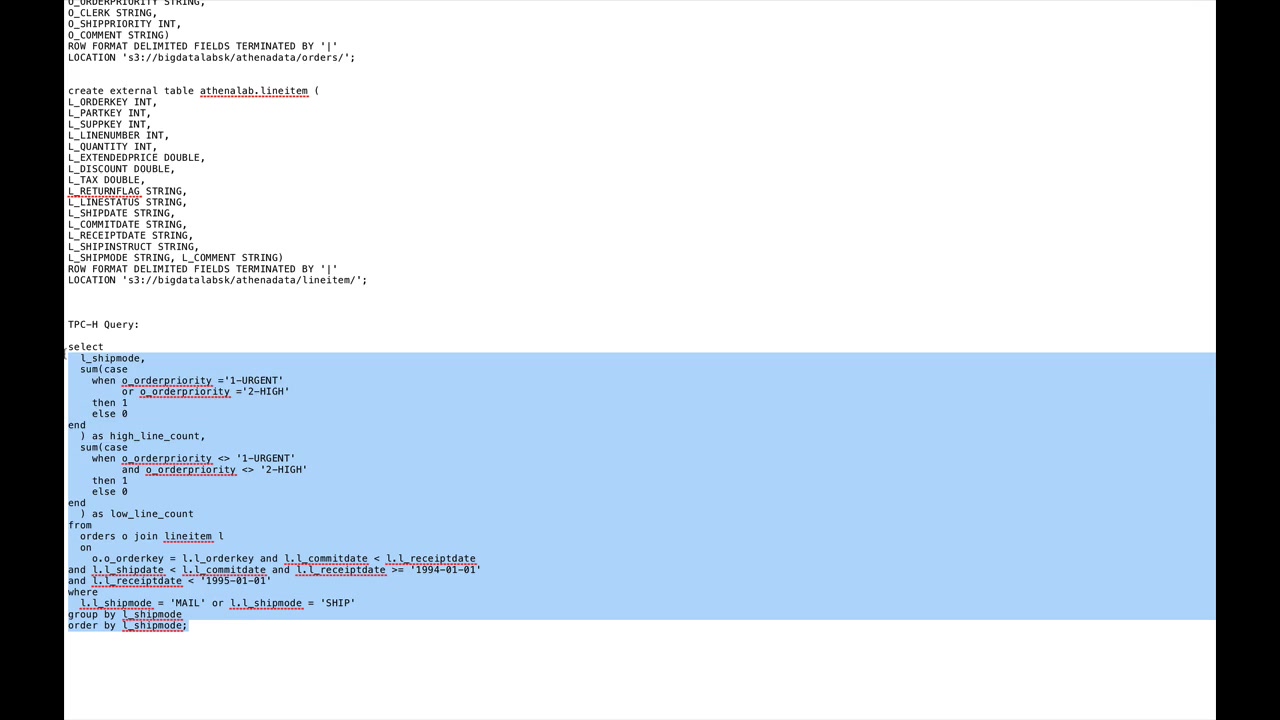 O_ORDERPRIORITY STRING,
O_CLERK STRING,
O_SHIPPRIORITY INT,
O_COMMENT STRING)
ROW FORMAT DELIMITED FIELDS TERMINATED BY '|'
LOCATION 's3://bigdatalabsk/athenadata/orders/';
create external table athenalab.lineitem (
L_ORDERKEY INT,
L_PARTKEY INT,
L_SUPPKEY INT,
L_LINENUMBER INT,
L_QUANTITY INT,
L_EXTENDEDPRICE DOUBLE,
L_DISCOUNT DOUBLE,
L_TAX DOUBLE,
L_RETURNFLAG STRING,
L_LINESTATUS STRING,
L_SHIPDATE STRING,
L_COMMITDATE STRING,
L_RECEIPTDATE STRING,
L_SHIPINSTRUCT STRING,
L_SHIPMODE STRING, L_COMMENT STRING)
ROW FORMAT DELIMITED FIELDS TERMINATED BY '|'
LOCATION 's3://bigdatalabsk/athenadata/lineitem/';
TPC-H Query:
select
l_shipmode,
sum(case
when o_orderpriority ='1-URGENT'
or o_orderpriority ='2-HIGH'
then 1
else 0
end
) as high_line_count,
sum(case
when o_orderpriority <> '1-URGENT'
and o_orderpriority <> '2-HIGH'
then 1
else 0
end
) as low_line_count
from
orders o join lineitem l
on
o.o_orderkey = l.l_orderkey and l.l_commitdate < l.l_receiptdate
and l.l_shipdate < l.l_commitdate and l.l_receiptdate >= '1994-01-01'
and l.l_receiptdate < '1995-01-01'
where
l.l_shipmode = 'MAIL' or l.l_shipmode = 'SHIP'
group by l_shipmode
order by l_shipmode;